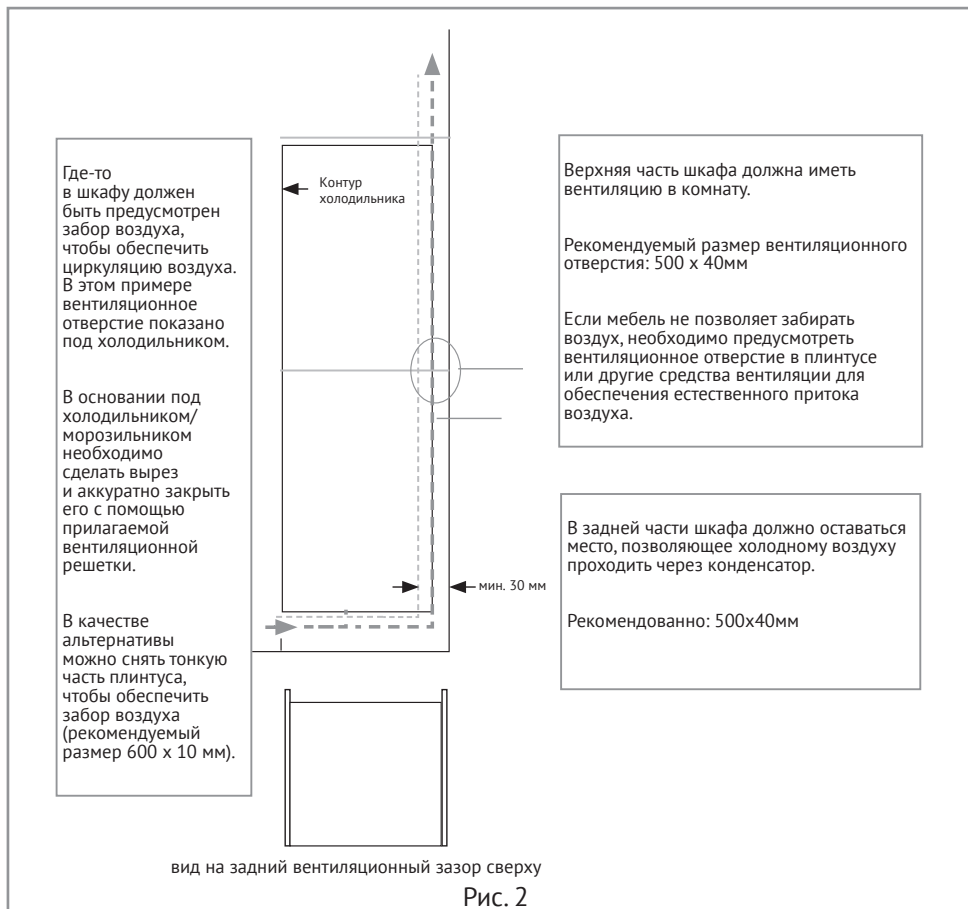 Где-то
в шкафу должен
быть предусмотрен
забор воздуха,
чтобы обеспечить
циркуляцию воздуха.
В этом примере
вентиляционное
отверстие показано
под холодильником.
В основании под
холодильником/
морозильником
необходимо
сделать вырез
и аккуратно закрыть
его с помощью
прилагаемой
вентиляционной
решетки.
В качестве
альтернативы
можно снять тонкую
часть плинтуса,
чтобы обеспечить
забор воздуха
(рекомендуемый
размер 600 х 10 мм).
Контур
холодильника
мин. 30 мм
Верхняя часть шкафа должна иметь
вентиляцию в комнату.
Рекомендуемый размер вентиляционного
отверстия: 500 х 40мм
Если мебель не позволяет забирать
воздух, необходимо предусмотреть
вентиляционное отверстие в плинтусе
или другие средства вентиляции для
обеспечения естественного притока
воздуха.
В задней части шкафа должно оставаться
место, позволяющее холодному воздуху
проходить через конденсатор.
Рекомендованно: 500х40мм
вид на задний вентиляционный зазор сверху
Рис. 2